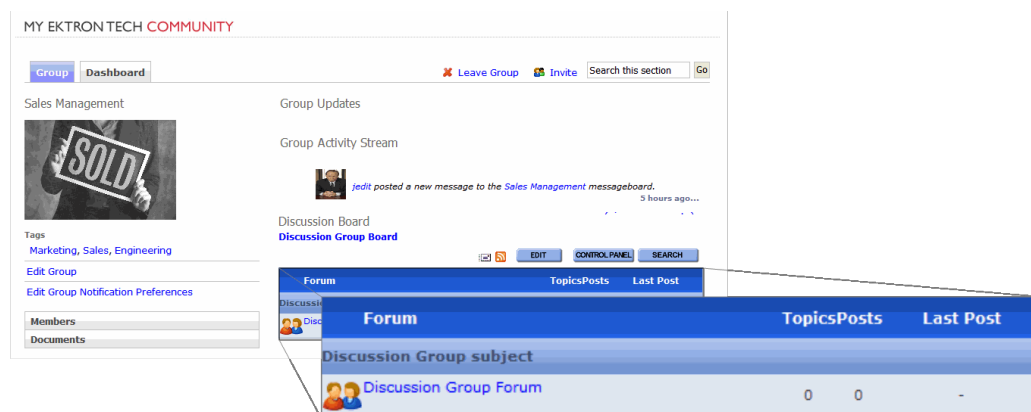 MY EKTRON TECH COMMUNITY
Group Dashboard Leave Group Invite Search this section Go
Sales Management
SOLD
Tags
Marketing, Sales, Engineering
Edit Group
Edit Group Notification Preferences
Members
Documents
Group Updates
Group Activity Stream
jedit posted a new message to the Sales Management messageboard.
5 hours ago...
Discussion Board
Discussion Group Board
EDIT CONTROL PANEL SEARCH
Forum TopicsPosts Last Post
Discussi
Disc
Forum TopicsPosts Last Post
Discussion Group subject
Discussion Group Forum 0 0 -